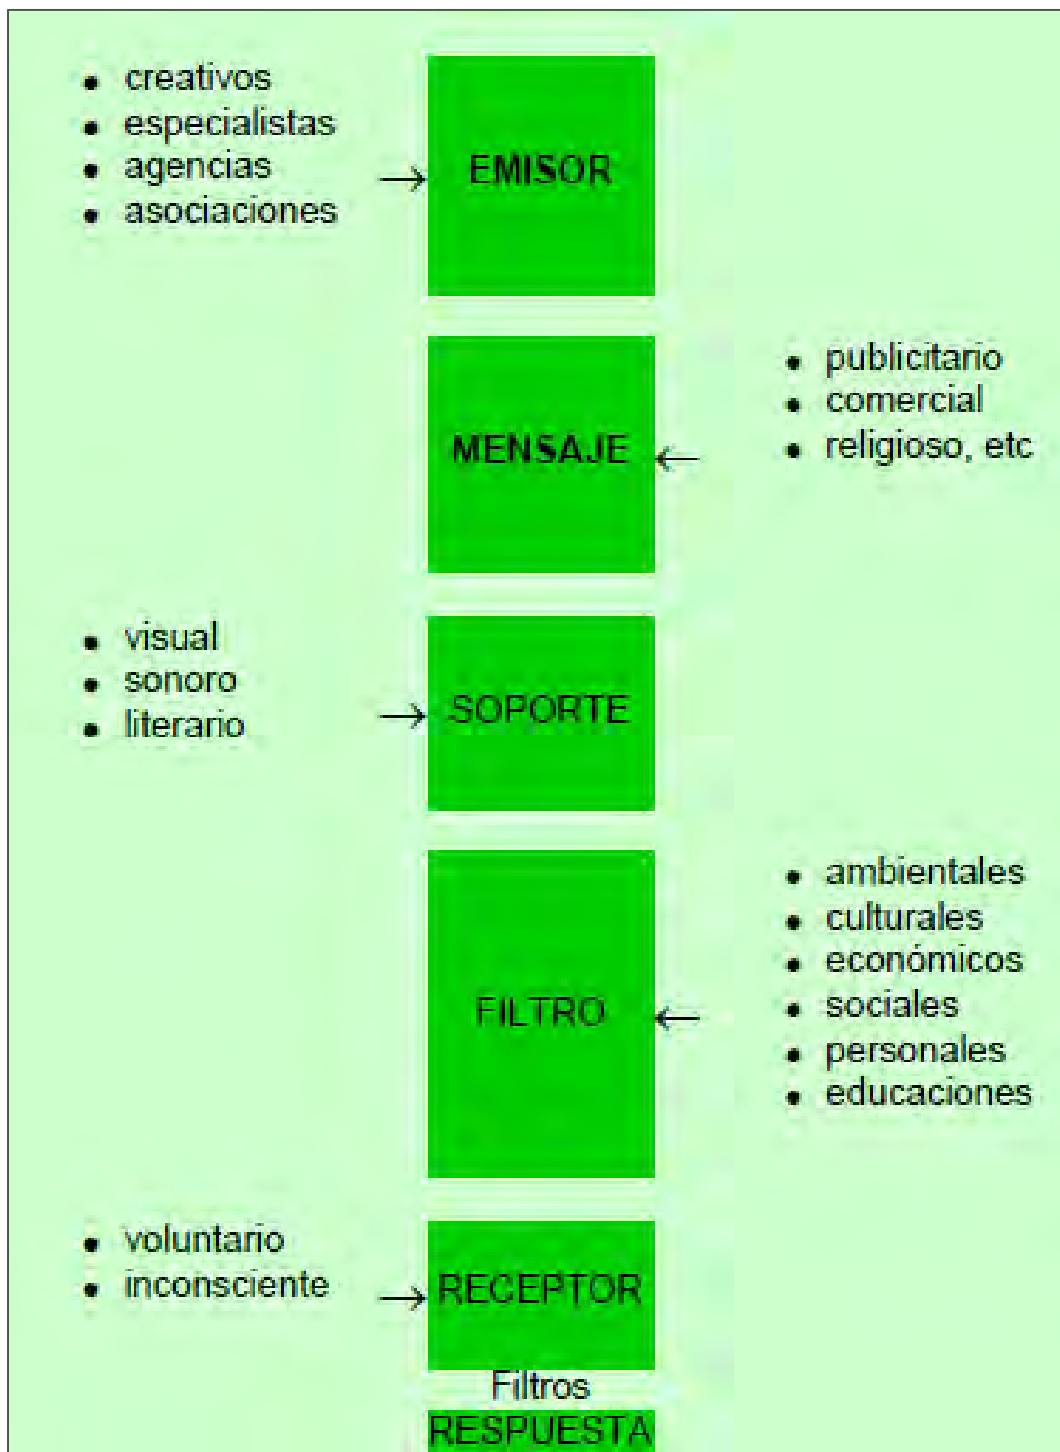 • creativos
• especialistas
• agencias
• asociaciones
→ EMISOR
MENSAJE ←
• publicitario
• comercial
• religioso, etc
• visual
• sonoro
• literario
→ SOPORTE
FILTRO ←
• ambientales
• culturales
• económicos
• sociales
• personales
• educaciones
• voluntario
• inconsciente
→ RECEPTOR
Filtros
RESPUESTA